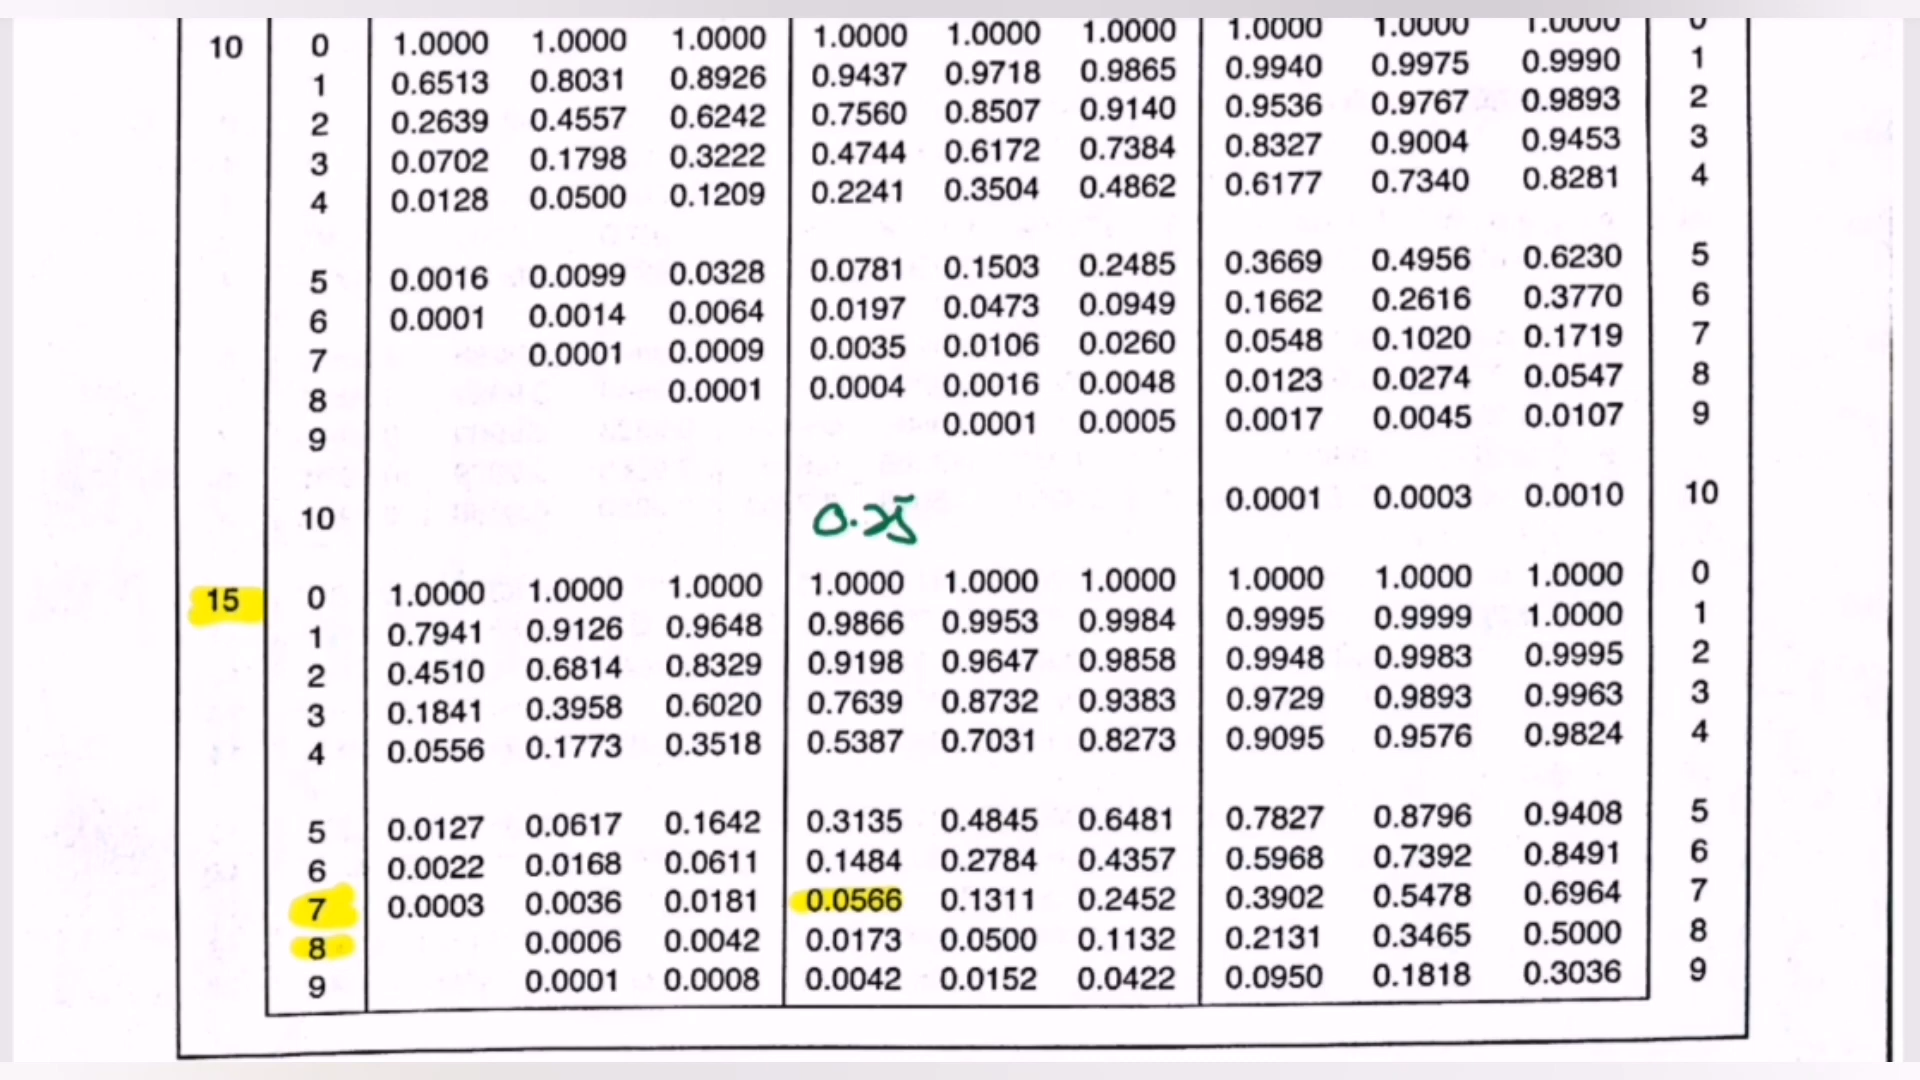 10 0 1.0000 1.0000 1.0000 1.0000 1.0000 1.0000 1.0000 1.0000 1.0000 0
1 0.6513 0.8031 0.8926 0.9437 0.9718 0.9865 0.9940 0.9975 0.9990 1
2 0.2639 0.4557 0.6242 0.7560 0.8507 0.9140 0.9536 0.9767 0.9893 2
3 0.0702 0.1798 0.3222 0.4744 0.6172 0.7384 0.8327 0.9004 0.9453 3
4 0.0128 0.0500 0.1209 0.2241 0.3504 0.4862 0.6177 0.7340 0.8281 4
5 0.0016 0.0099 0.0328 0.0781 0.1503 0.2485 0.3669 0.4956 0.6230 5
6 0.0001 0.0014 0.0064 0.0197 0.0473 0.0949 0.1662 0.2616 0.3770 6
7 0.0001 0.0009 0.0035 0.0106 0.0260 0.0548 0.1020 0.1719 7
8 0.0001 0.0004 0.0016 0.0048 0.0123 0.0274 0.0547 8
9 0.0001 0.0005 0.0017 0.0045 0.0107 9
10 0.0001 0.0003 0.0010 10
0.25
15 0 1.0000 1.0000 1.0000 1.0000 1.0000 1.0000 1.0000 1.0000 1.0000 0
1 0.7941 0.9126 0.9648 0.9866 0.9953 0.9984 0.9995 0.9999 1.0000 1
2 0.4510 0.6814 0.8329 0.9198 0.9647 0.9858 0.9948 0.9983 0.9995 2
3 0.1841 0.3958 0.6020 0.7639 0.8732 0.9383 0.9729 0.9893 0.9963 3
4 0.0556 0.1773 0.3518 0.5387 0.7031 0.8273 0.9095 0.9576 0.9824 4
5 0.0127 0.0617 0.1642 0.3135 0.4845 0.6481 0.7827 0.8796 0.9408 5
6 0.0022 0.0168 0.0611 0.1484 0.2784 0.4357 0.5968 0.7392 0.8491 6
7 0.0003 0.0036 0.0181 0.0566 0.1311 0.2452 0.3902 0.5478 0.6964 7
8 0.0006 0.0042 0.0173 0.0500 0.1132 0.2131 0.3465 0.5000 8
9 0.0001 0.0008 0.0042 0.0152 0.0422 0.0950 0.1818 0.3036 9